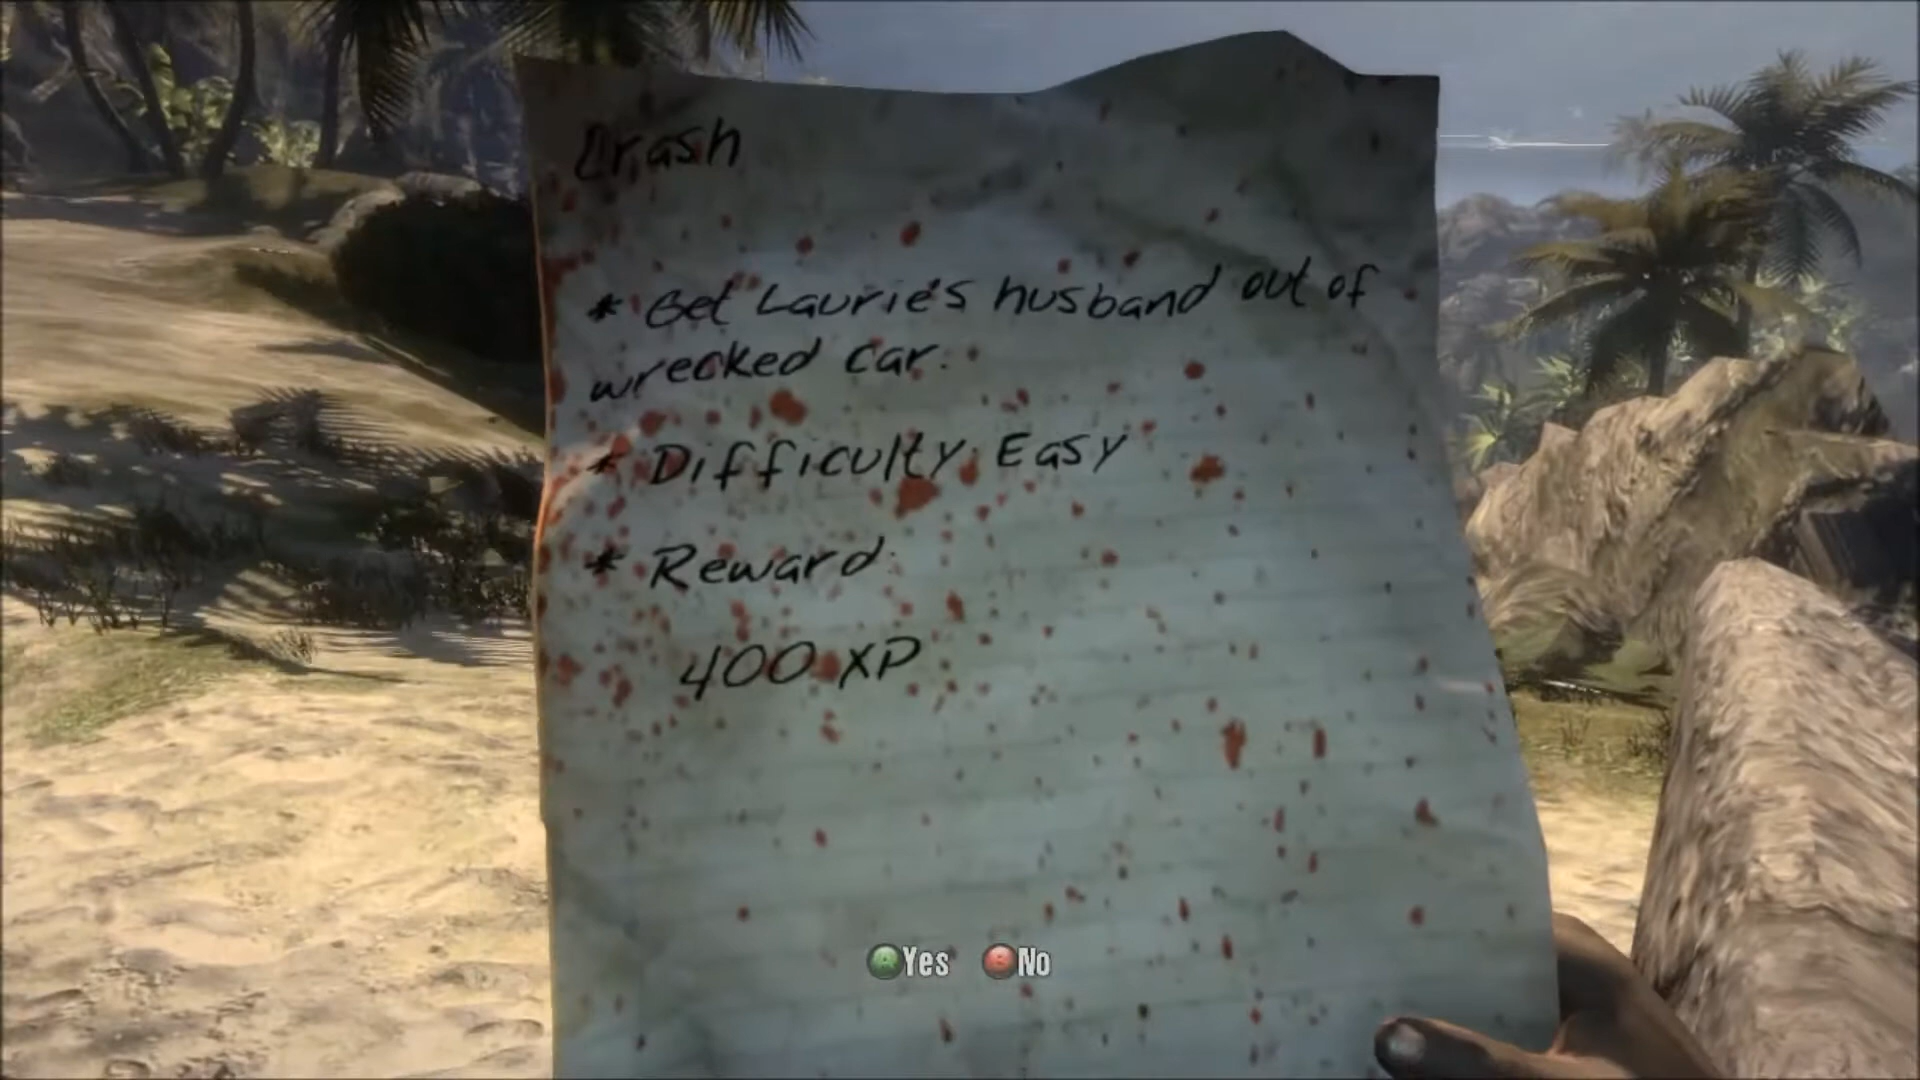 Crash
* Get Laurie's husband out of
wrecked car.
* Difficulty: Easy
* Reward:
400 XP
A Yes B No